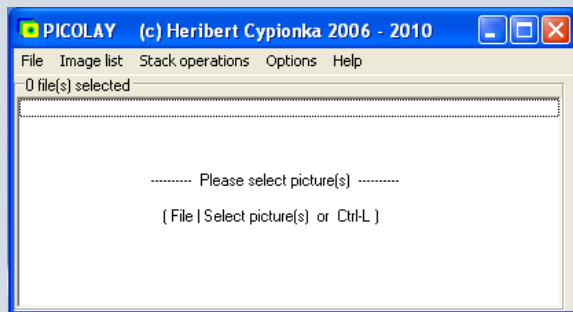 PICOLAY (c) Heribert Cypionka 2006 - 2010
File Image list Stack operations Options Help
0 file(s) selected
---------- Please select picture(s) ----------
( File | Select picture(s) or Ctrl-L )